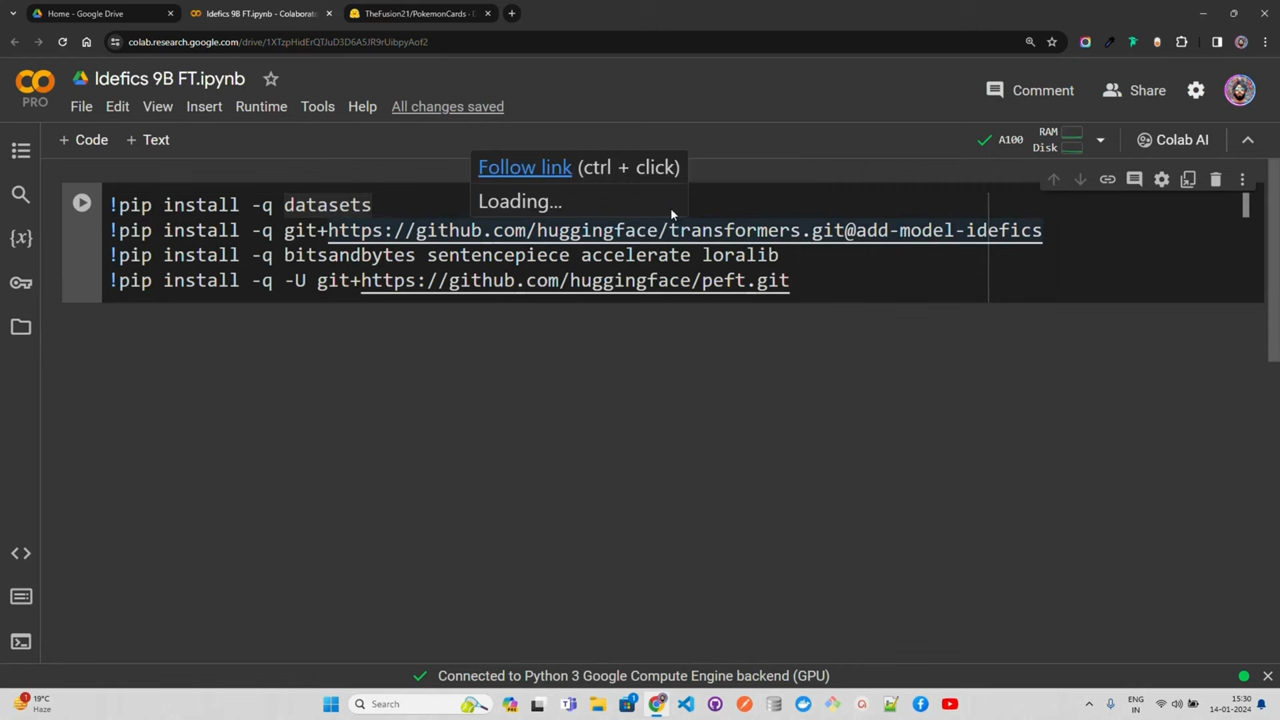 Home - Google Drive
Idefics 9B FT.ipynb - Colaborat
TheFusion21/PokemonCards · D
colab.research.google.com/drive/1XTzpHidErQTJuD3D6A5JR9rUibpyAof2
Idefics 9B FT.ipynb
PRO
File Edit View Insert Runtime Tools Help All changes saved
Comment
Share
+ Code + Text
A100
RAM
Disk
Colab AI
Follow link (ctrl + click)
Loading...
!pip install -q datasets
!pip install -q git+https://github.com/huggingface/transformers.git@add-model-idefics
!pip install -q bitsandbytes sentencepiece accelerate loralib
!pip install -q -U git+https://github.com/huggingface/peft.git
{x}
Connected to Python 3 Google Compute Engine backend (GPU)
1
19°C
Haze
Search
1
ENG
IN
15:30
14-01-2024